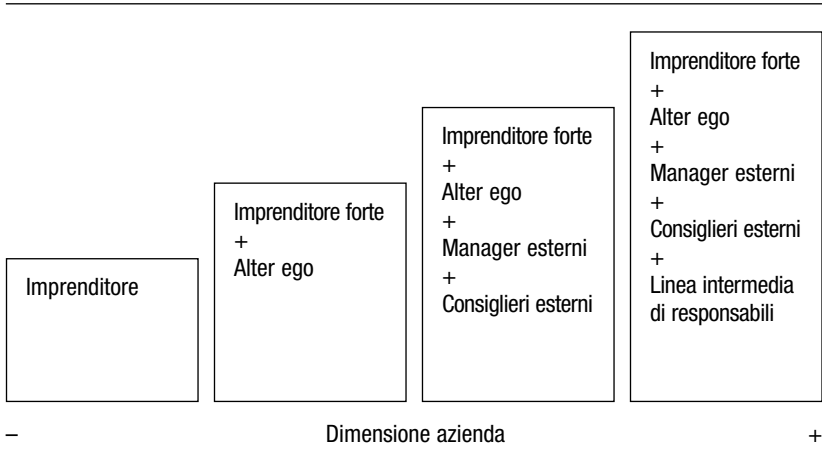 Imprenditore
Imprenditore forte
+
Alter ego
Imprenditore forte
+
Alter ego
+
Manager esterni
+
Consiglieri esterni
Imprenditore forte
+
Alter ego
+
Manager esterni
+
Consiglieri esterni
+
Linea intermedia
di responsabili
– Dimensione azienda +